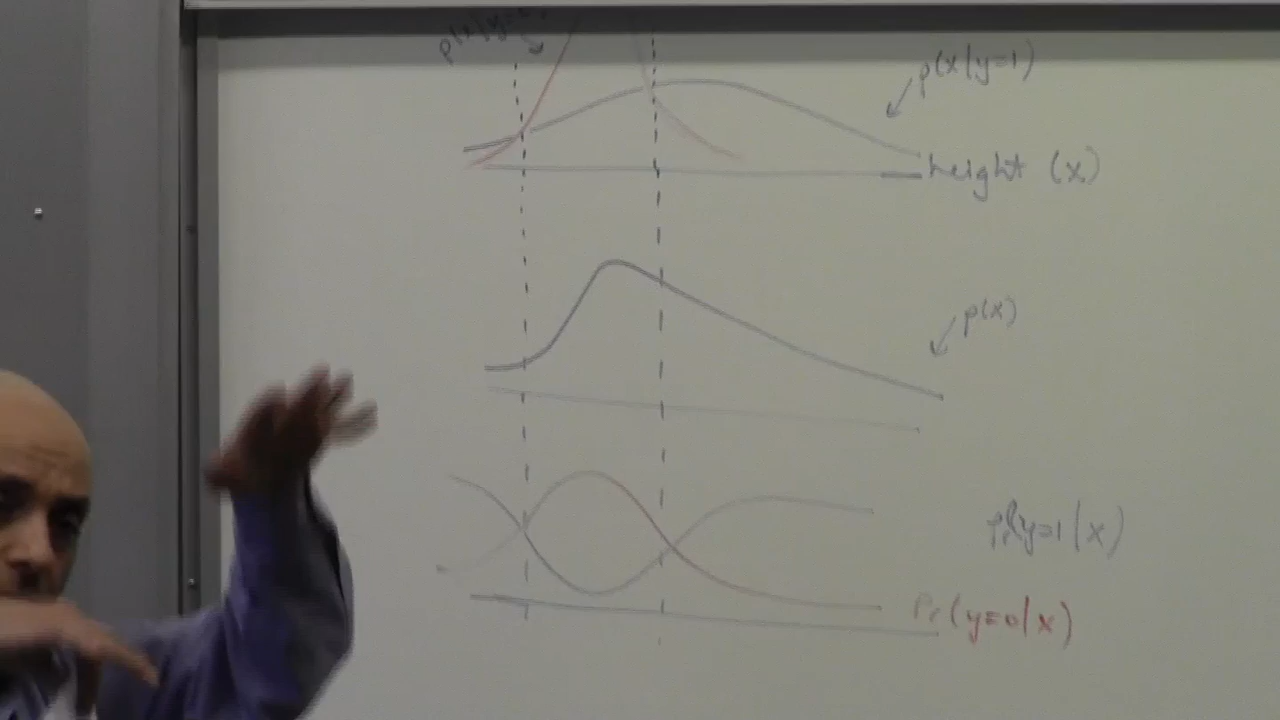 p(x|y=
p(x|y=1)
height (x)
p(x)
Pr(y=1|x)
Pr(y=0|x)